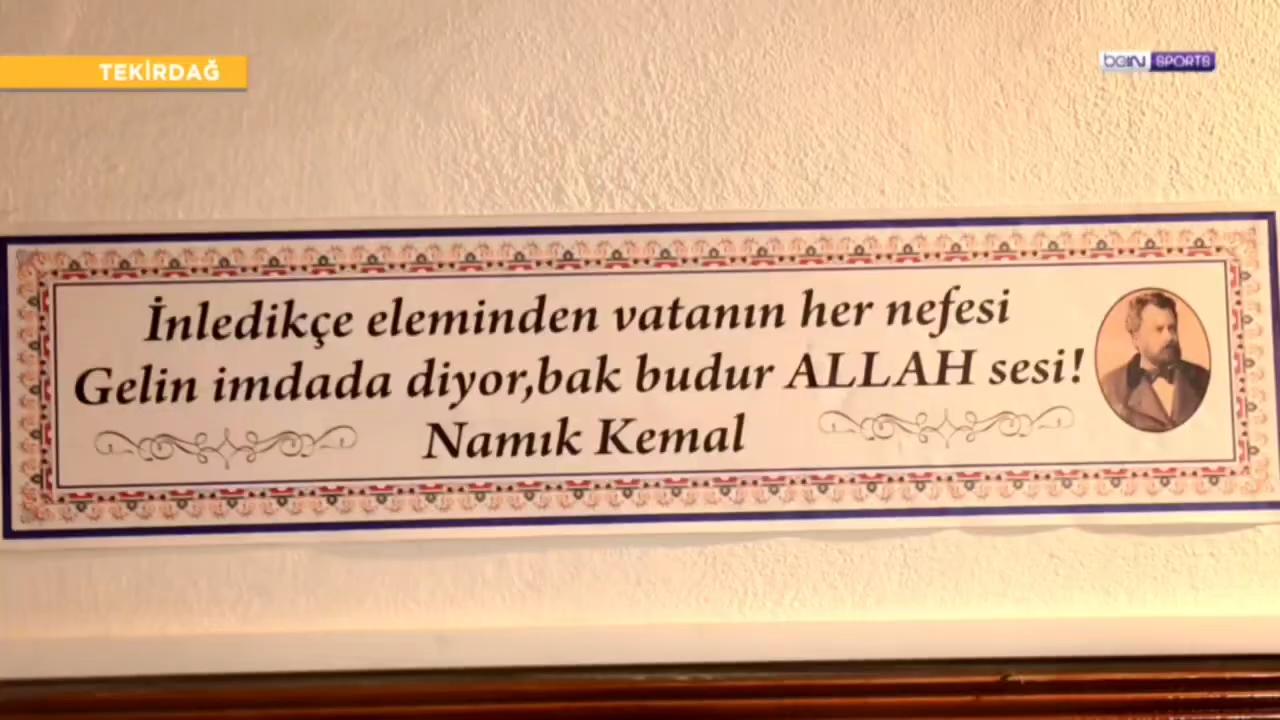 TEKİRDAĞ
beIN SPORTS
İnledikçe eleminden vatanın her nefesi
Gelin imdada diyor,bak budur ALLAH sesi!
Namık Kemal